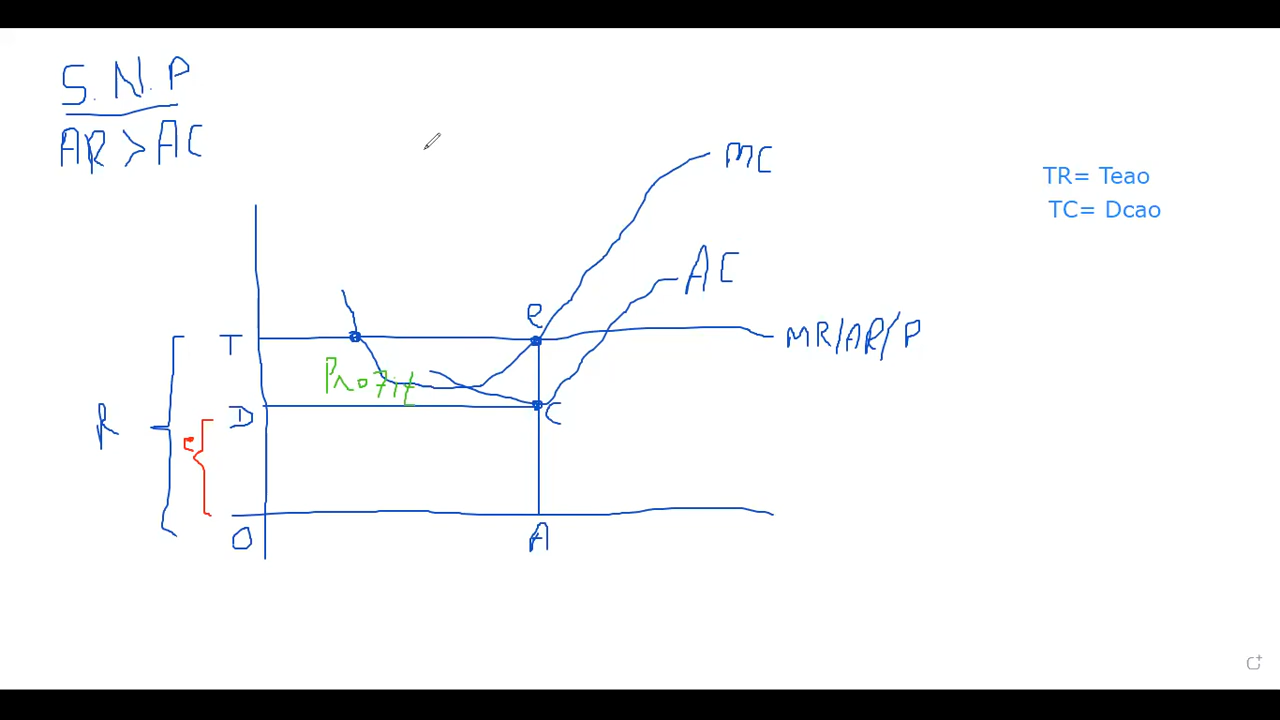 S.N.P
AR > AC
MC
TR= Teao
TC= Dcao
AC
e
T
MR/AR/P
Profit
R
D
C
e
O
A